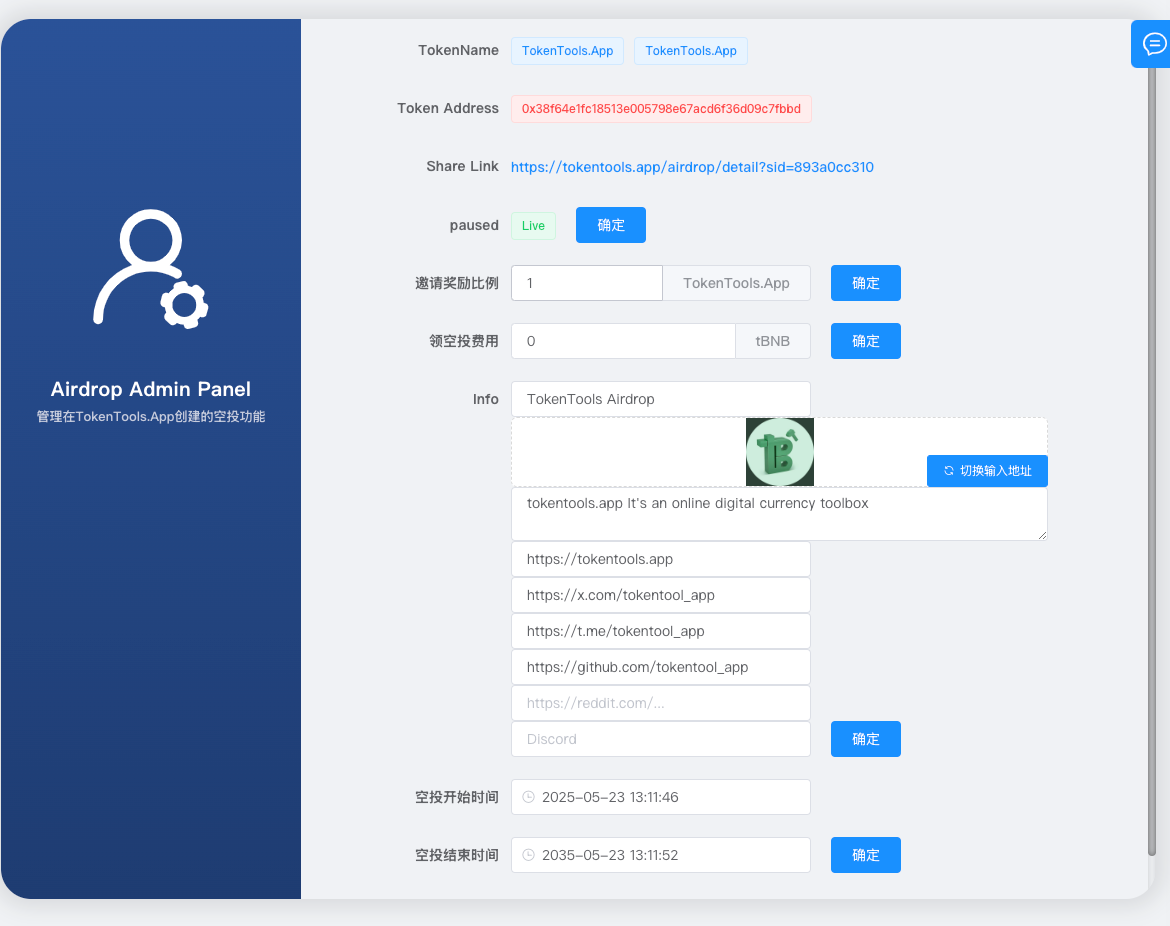 TokenName TokenTools.App TokenTools.App
Token Address 0x38f64e1fc18513e005798e67acd6f36d09c7fbbd
Share Link https://tokentools.app/airdrop/detail?sid=893a0cc310
paused Live 确定
邀请奖励比例 1 TokenTools.App 确定
领空投费用 0 tBNB 确定
Airdrop Admin Panel
管理在TokenTools.App创建的空投功能
Info TokenTools Airdrop
切换输入地址
tokentools.app It's an online digital currency toolbox
https://tokentools.app
https://x.com/tokentool_app
https://t.me/tokentool_app
https://github.com/tokentool_app
https://reddit.com/...
Discord 确定
空投开始时间 2025-05-23 13:11:46
空投结束时间 2035-05-23 13:11:52 确定